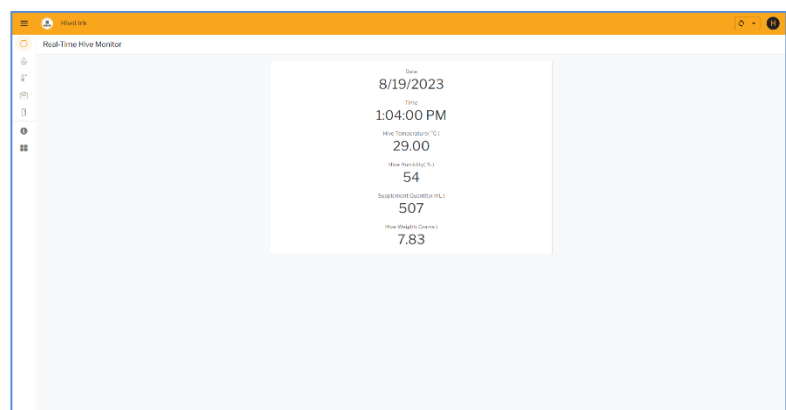 HiveLink
H
Real-Time Hive Monitor
Date
8/19/2023
Time
1:04:00 PM
Hive Temperature(°C)
29.00
Hive Humidity(%)
54
Supplement Quantity(mL)
507
Hive Weight(Grams)
7.83